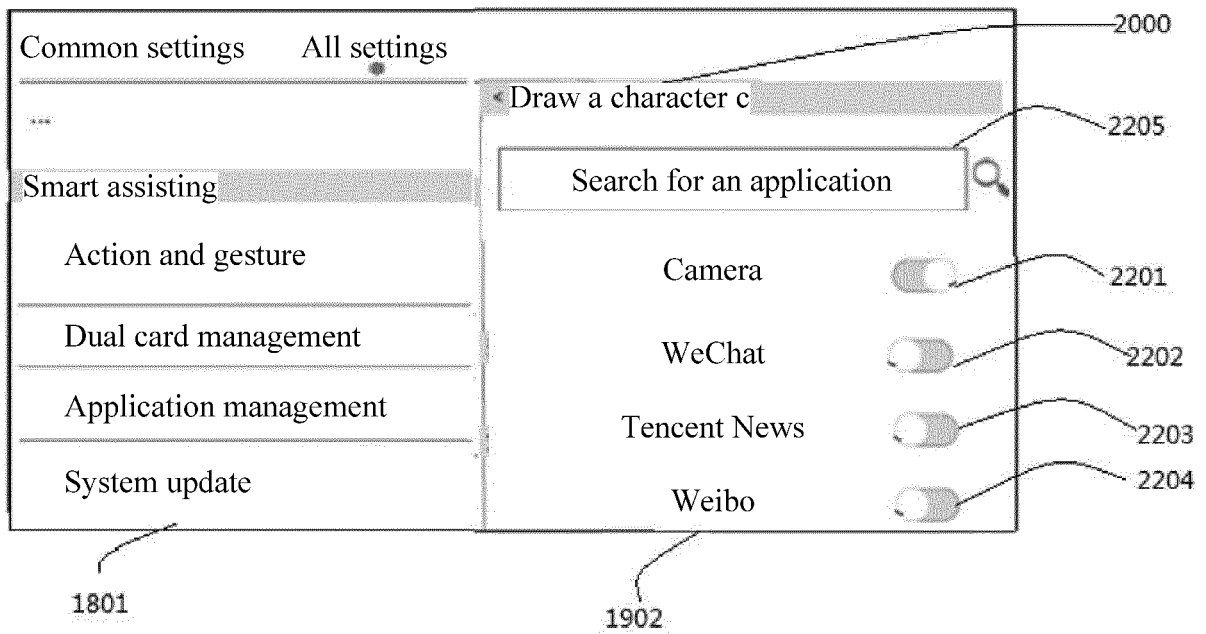 Common settings All settings
...
Smart assisting
Action and gesture
Dual card management
Application management
System update
2000
< Draw a character c
2205
Search for an application
Camera
2201
WeChat
2202
Tencent News
2203
Weibo
2204
1801
1902